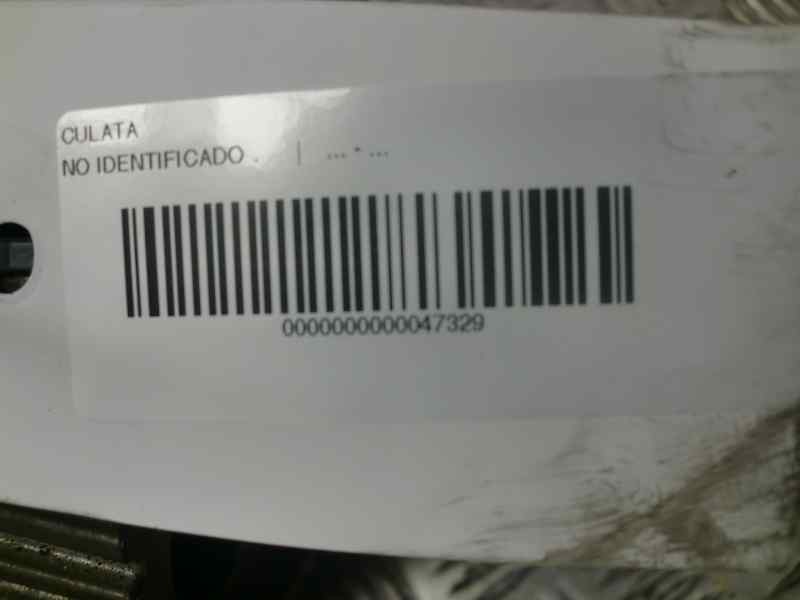 CULATA
NO IDENTIFICADO . | ... - ...
0000000000047329